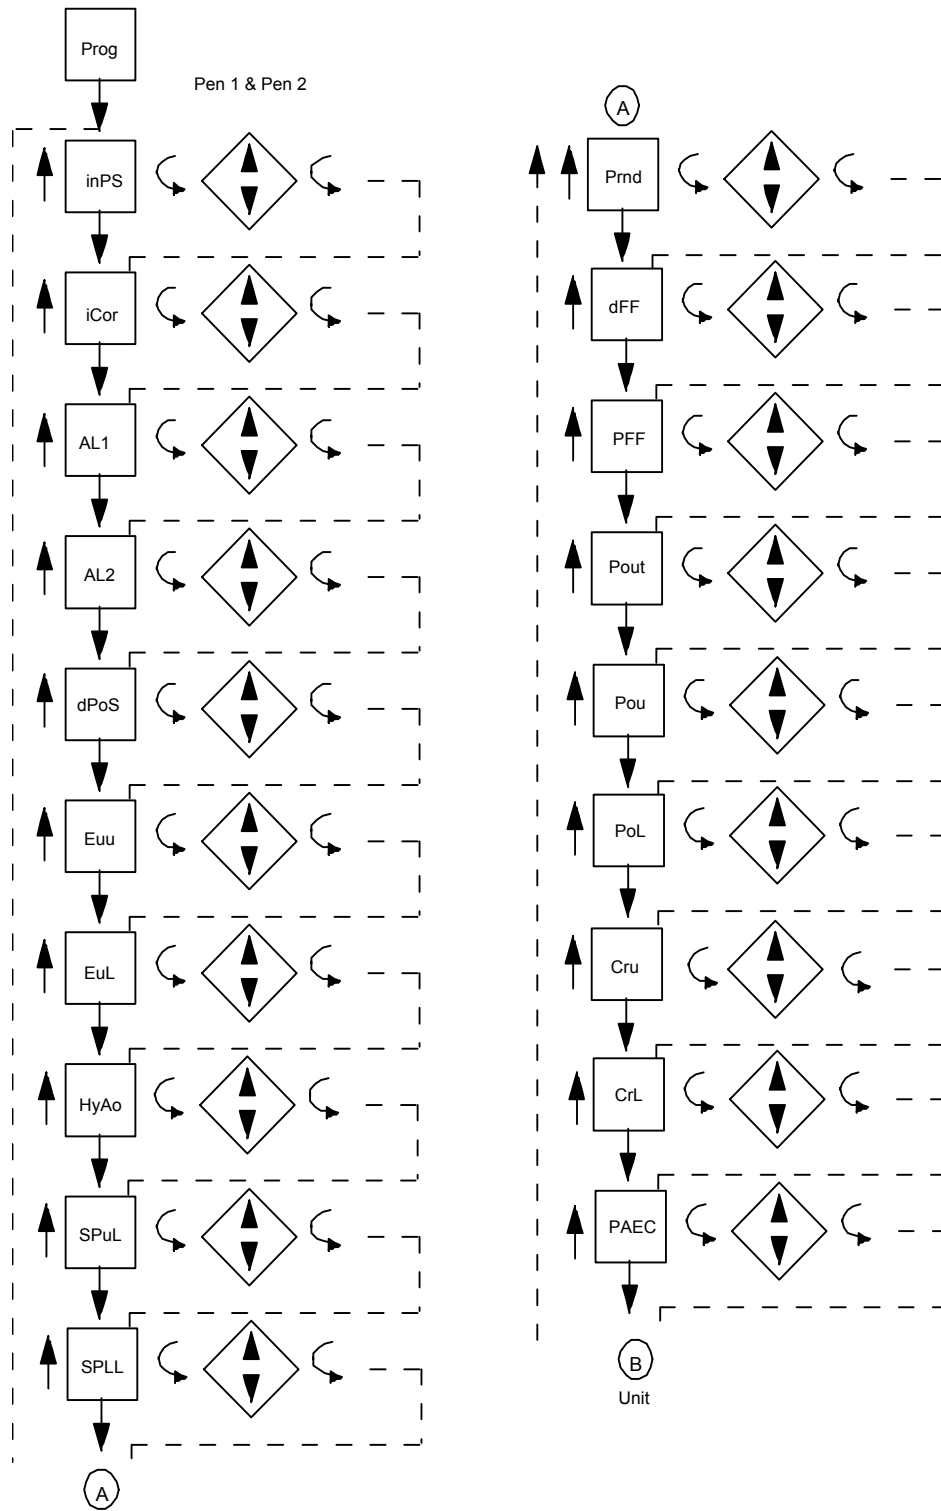 Prog
Pen 1 & Pen 2
inPS
iCor
AL1
AL2
dPoS
Euu
EuL
HyAo
SPuL
SPLL
A
A
Prnd
dFF
PFF
Pout
Pou
PoL
Cru
CrL
PAEC
B
Unit